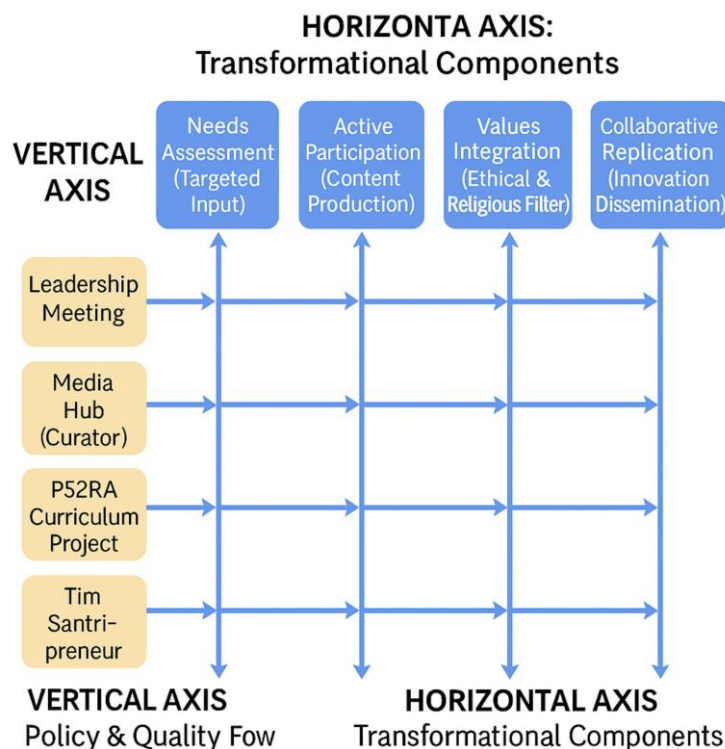 HORIZONTA AXIS:
Transformational Components
VERTICAL
AXIS
Needs
Assessment
(Targeted
Input)
Active
Participation
(Content
Production)
Values
Integration
(Ethical &
Religious Filter)
Collaborative
Replication
(Innovation
Dissemination)
Leadership
Meeting
Media
Hub
(Curator)
P52RA
Curriculum
Project
Tim
Santri-
preneur
VERTICAL AXIS
Policy & Quality Fow
HORIZONTAL AXIS
Transformational Components